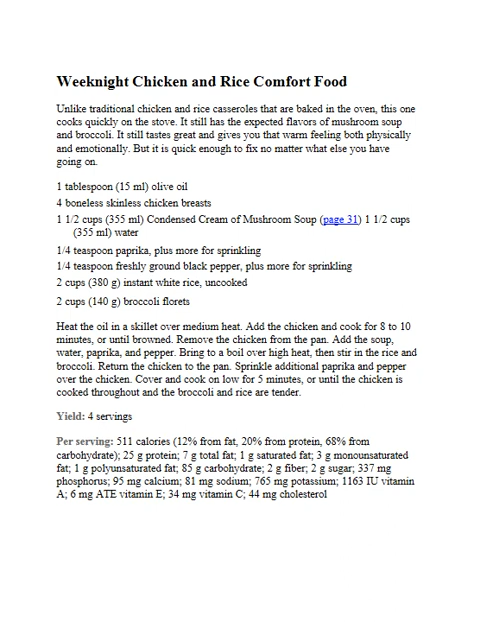 Weeknight Chicken and Rice Comfort Food
Unlike traditional chicken and rice casseroles that are baked in the oven, this one
cooks quickly on the stove. It still has the expected flavors of mushroom soup
and broccoli. It still tastes great and gives you that warm feeling both physically
and emotionally. But it is quick enough to fix no matter what else you have
going on.
1 tablespoon (15 ml) olive oil
4 boneless skinless chicken breasts
1 1/2 cups (355 ml) Condensed Cream of Mushroom Soup (page 31) 1 1/2 cups
(355 ml) water
1/4 teaspoon paprika, plus more for sprinkling
1/4 teaspoon freshly ground black pepper, plus more for sprinkling
2 cups (380 g) instant white rice, uncooked
2 cups (140 g) broccoli florets
Heat the oil in a skillet over medium heat. Add the chicken and cook for 8 to 10
minutes, or until browned. Remove the chicken from the pan. Add the soup,
water, paprika, and pepper. Bring to a boil over high heat, then stir in the rice and
broccoli. Return the chicken to the pan. Sprinkle additional paprika and pepper
over the chicken. Cover and cook on low for 5 minutes, or until the chicken is
cooked throughout and the broccoli and rice are tender.
Yield: 4 servings
Per serving: 511 calories (12% from fat, 20% from protein, 68% from
carbohydrate); 25 g protein; 7 g total fat; 1 g saturated fat; 3 g monounsaturated
fat; 1 g polyunsaturated fat; 85 g carbohydrate; 2 g fiber; 2 g sugar; 337 mg
phosphorus; 95 mg calcium; 81 mg sodium; 765 mg potassium; 1163 IU vitamin
A; 6 mg ATE vitamin E; 34 mg vitamin C; 44 mg cholesterol